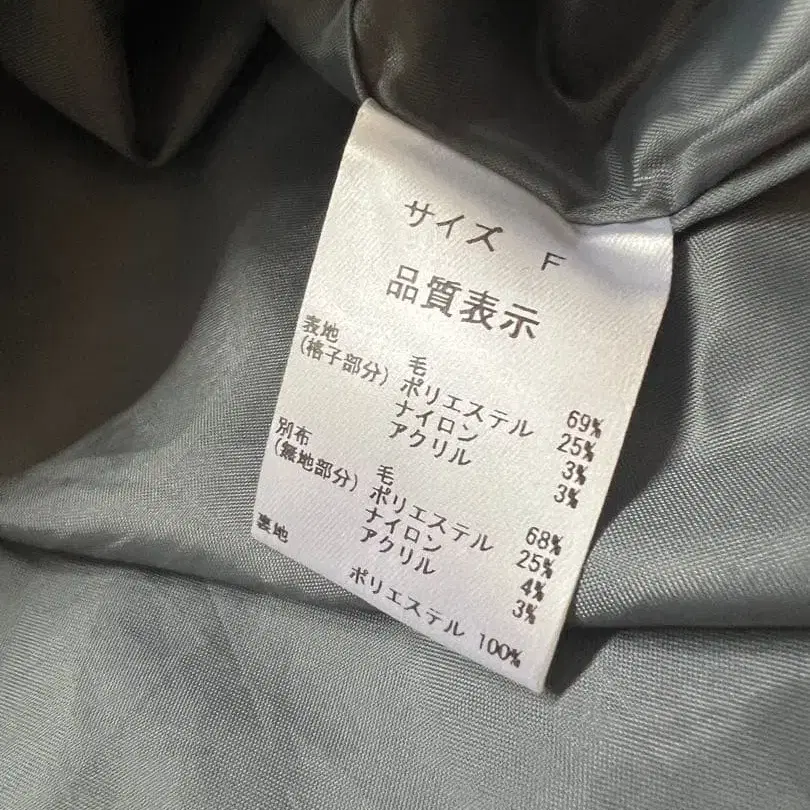 サイズ F
品質表示
表地
(格子部分) 毛 69%
ポリエステル 25%
ナイロン 3%
アクリル 3%
別布
(無地部分) 毛 68%
ポリエステル 25%
ナイロン 4%
アクリル 3%
裏地
ポリエステル 100%